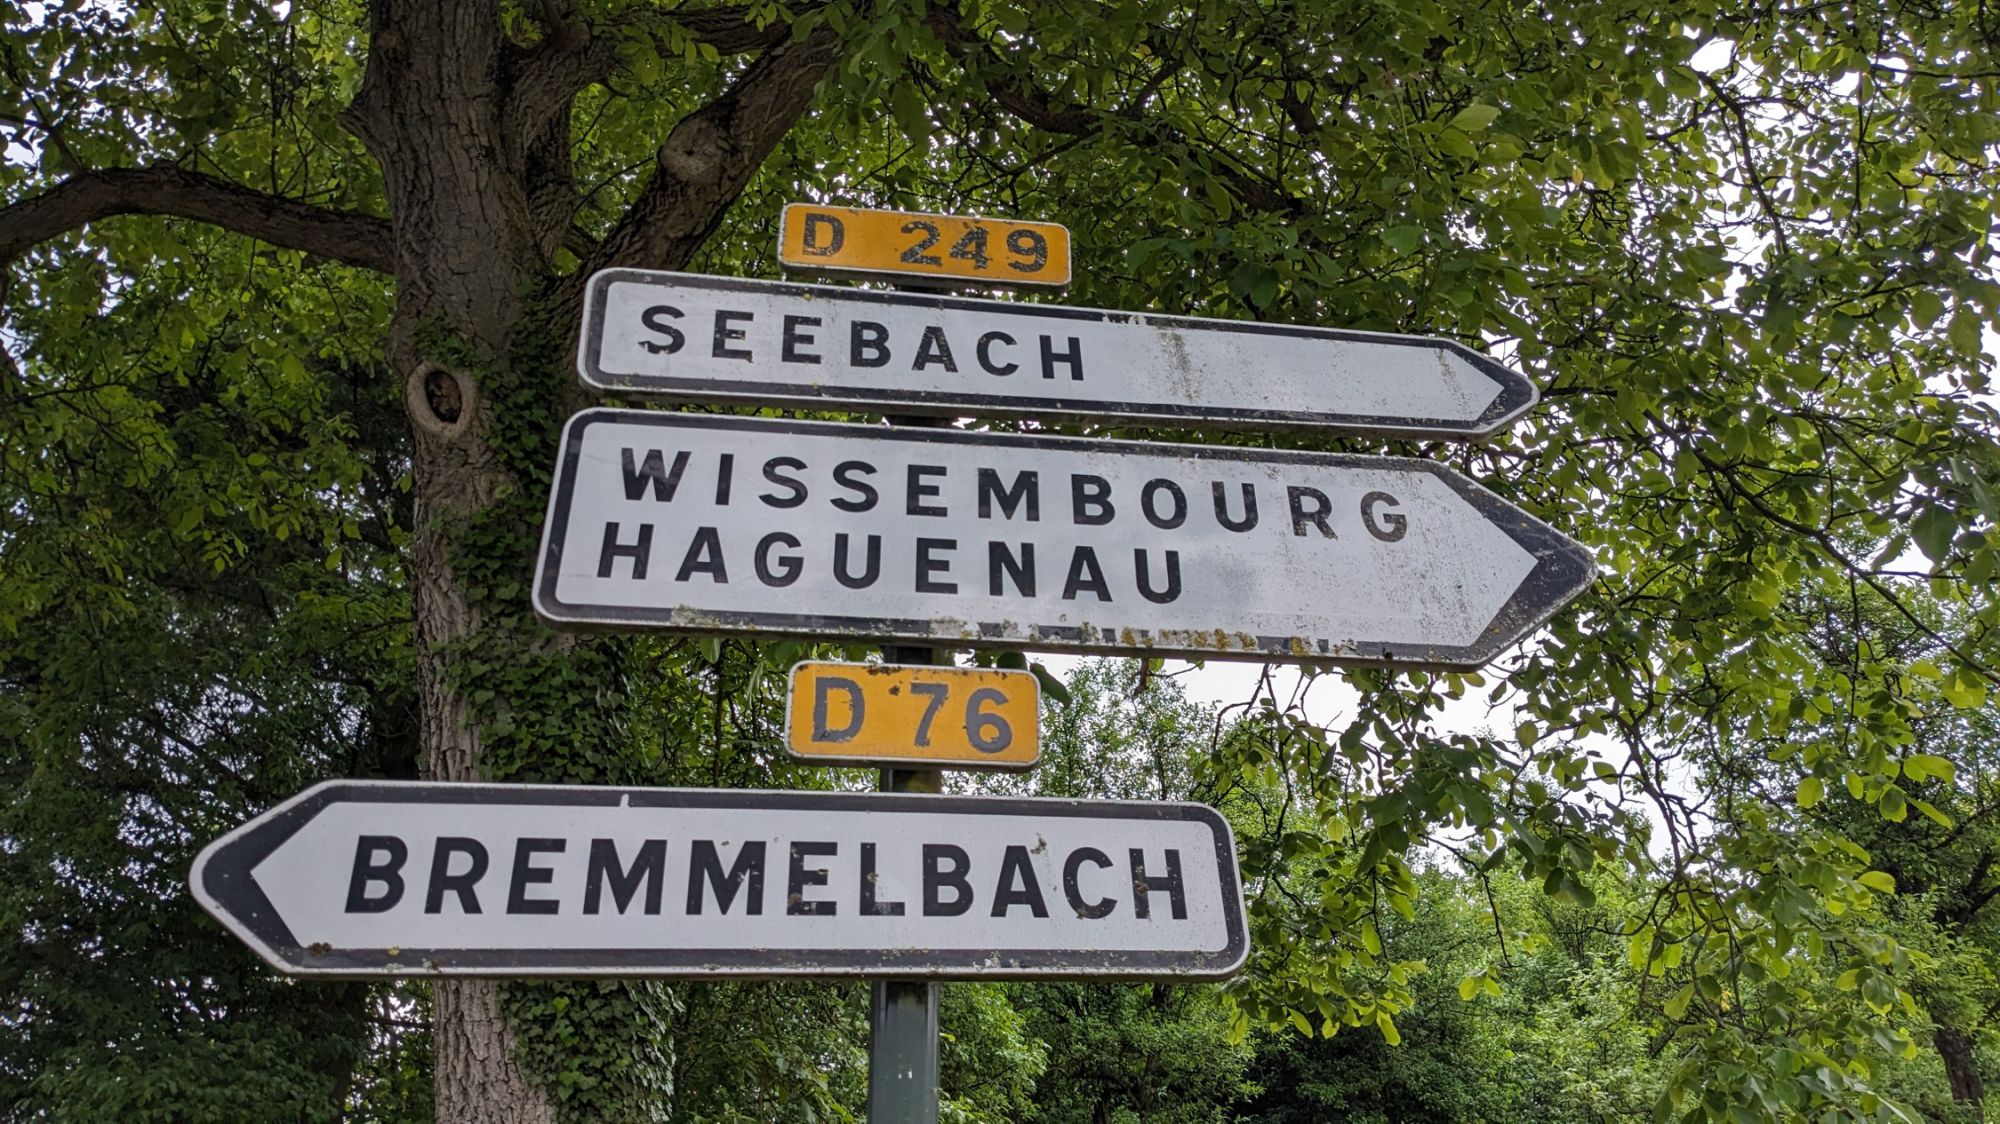 D 249
SEEBACH
WISSEMBOURG
HAGUENAU
D 76
BREMMELBACH